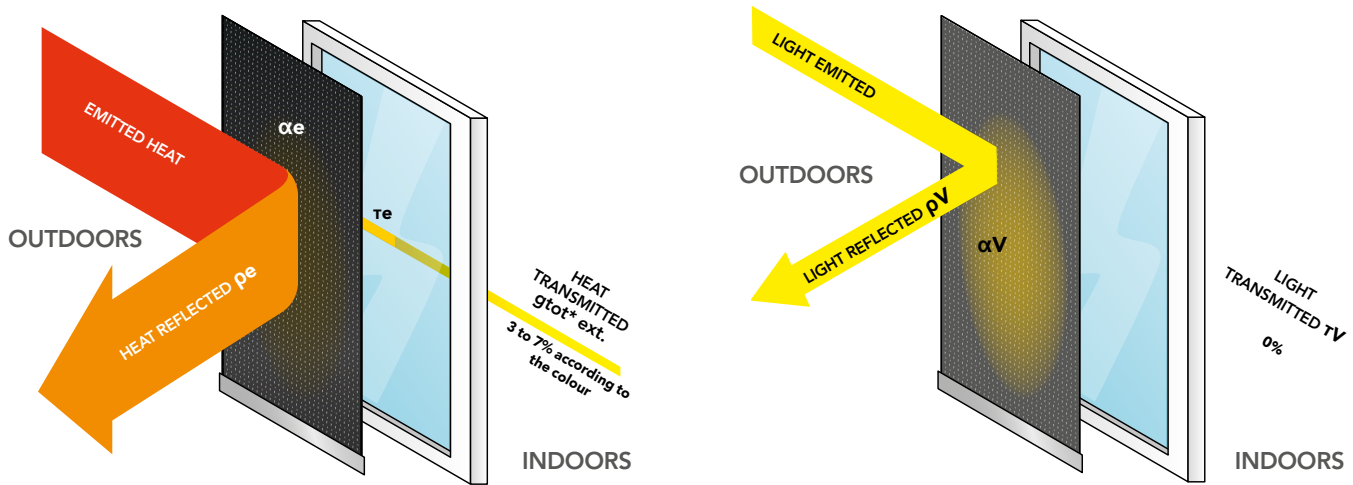 EMITTED HEAT
αe
τe
OUTDOORS
HEAT REFLECTED ρe
HEAT
TRANSMITTED
gtot* ext.
3 to 7% according to
the colour
INDOORS
LIGHT EMITTED
OUTDOORS
LIGHT REFLECTED ρV
αV
LIGHT
TRANSMITTED τV
0%
INDOORS